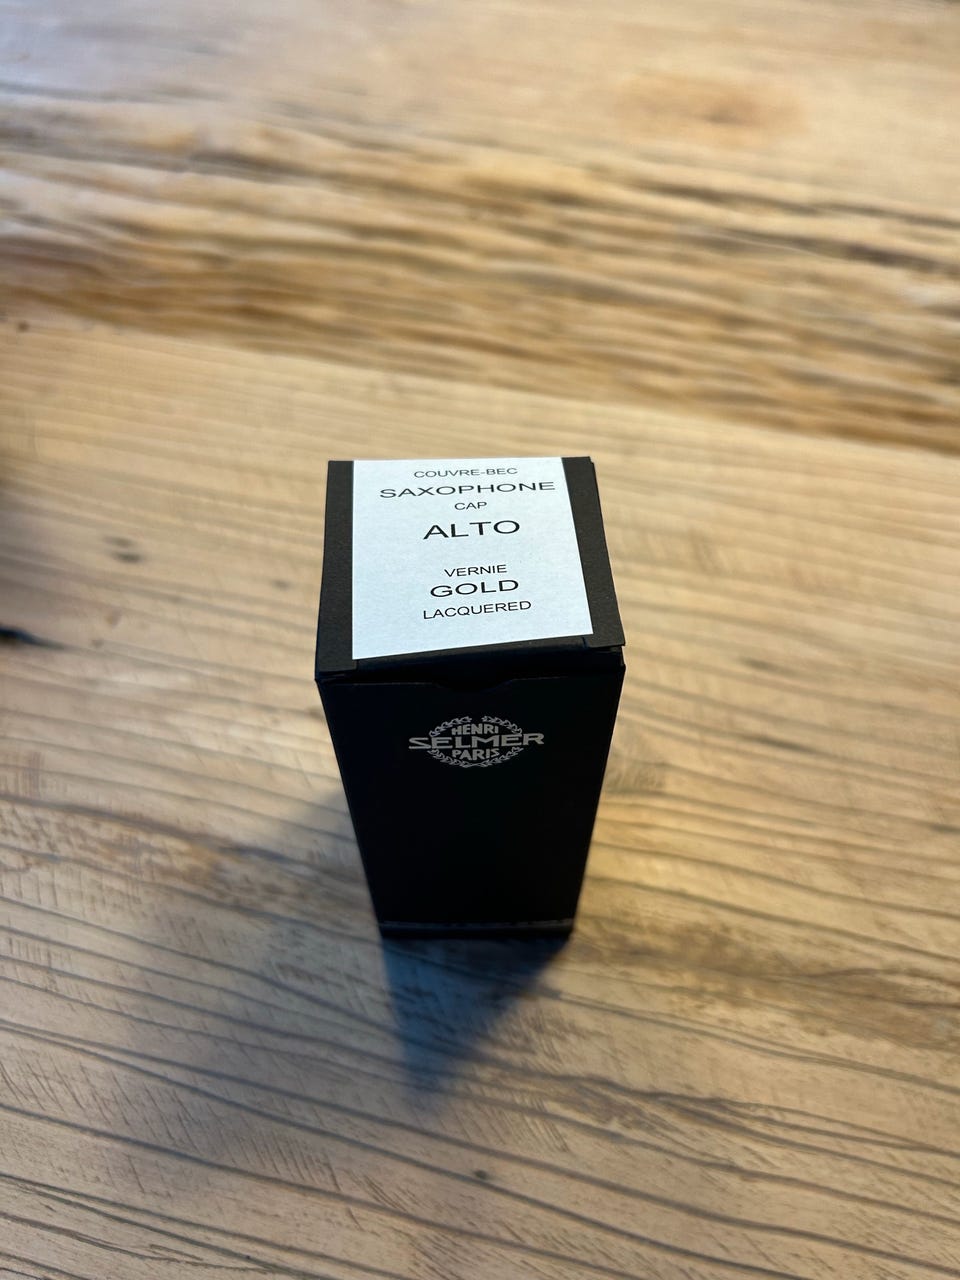 COUVRE-BEC
SAXOPHONE
CAP
ALTO
VERNIE
GOLD
LACQUERED
HENRI
SELMER
PARIS